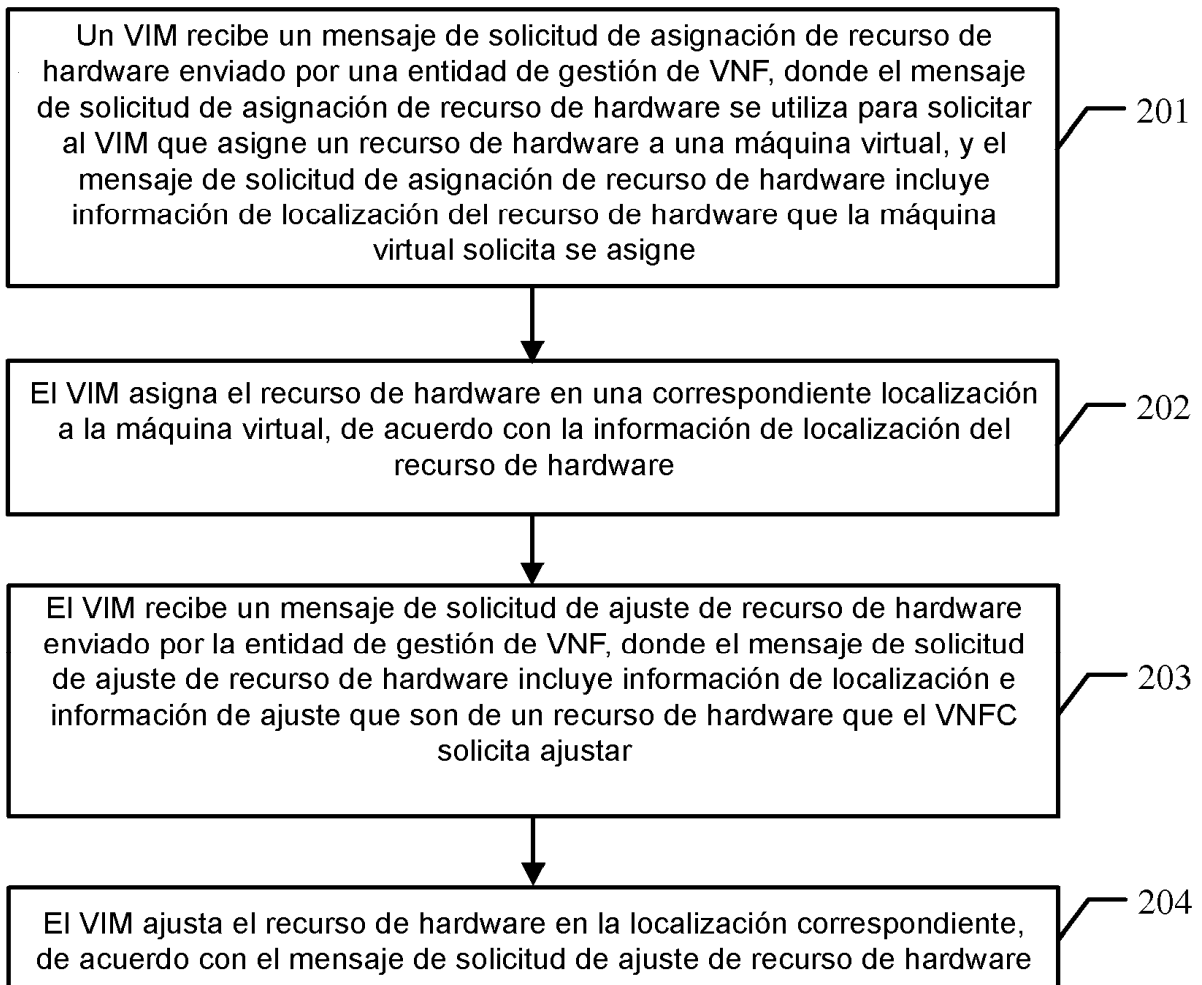 Un VIM recibe un mensaje de solicitud de asignación de recurso de
hardware enviado por una entidad de gestión de VNF, donde el mensaje
de solicitud de asignación de recurso de hardware se utiliza para solicitar
al VIM que asigne un recurso de hardware a una máquina virtual, y el
mensaje de solicitud de asignación de recurso de hardware incluye
información de localización del recurso de hardware que la máquina
virtual solicita se asigne
201
El VIM asigna el recurso de hardware en una correspondiente localización
a la máquina virtual, de acuerdo con la información de localización del
recurso de hardware
202
El VIM recibe un mensaje de solicitud de ajuste de recurso de hardware
enviado por la entidad de gestión de VNF, donde el mensaje de solicitud
de ajuste de recurso de hardware incluye información de localización e
información de ajuste que son de un recurso de hardware que el VNFC
solicita ajustar
203
El VIM ajusta el recurso de hardware en la localización correspondiente,
de acuerdo con el mensaje de solicitud de ajuste de recurso de hardware
204